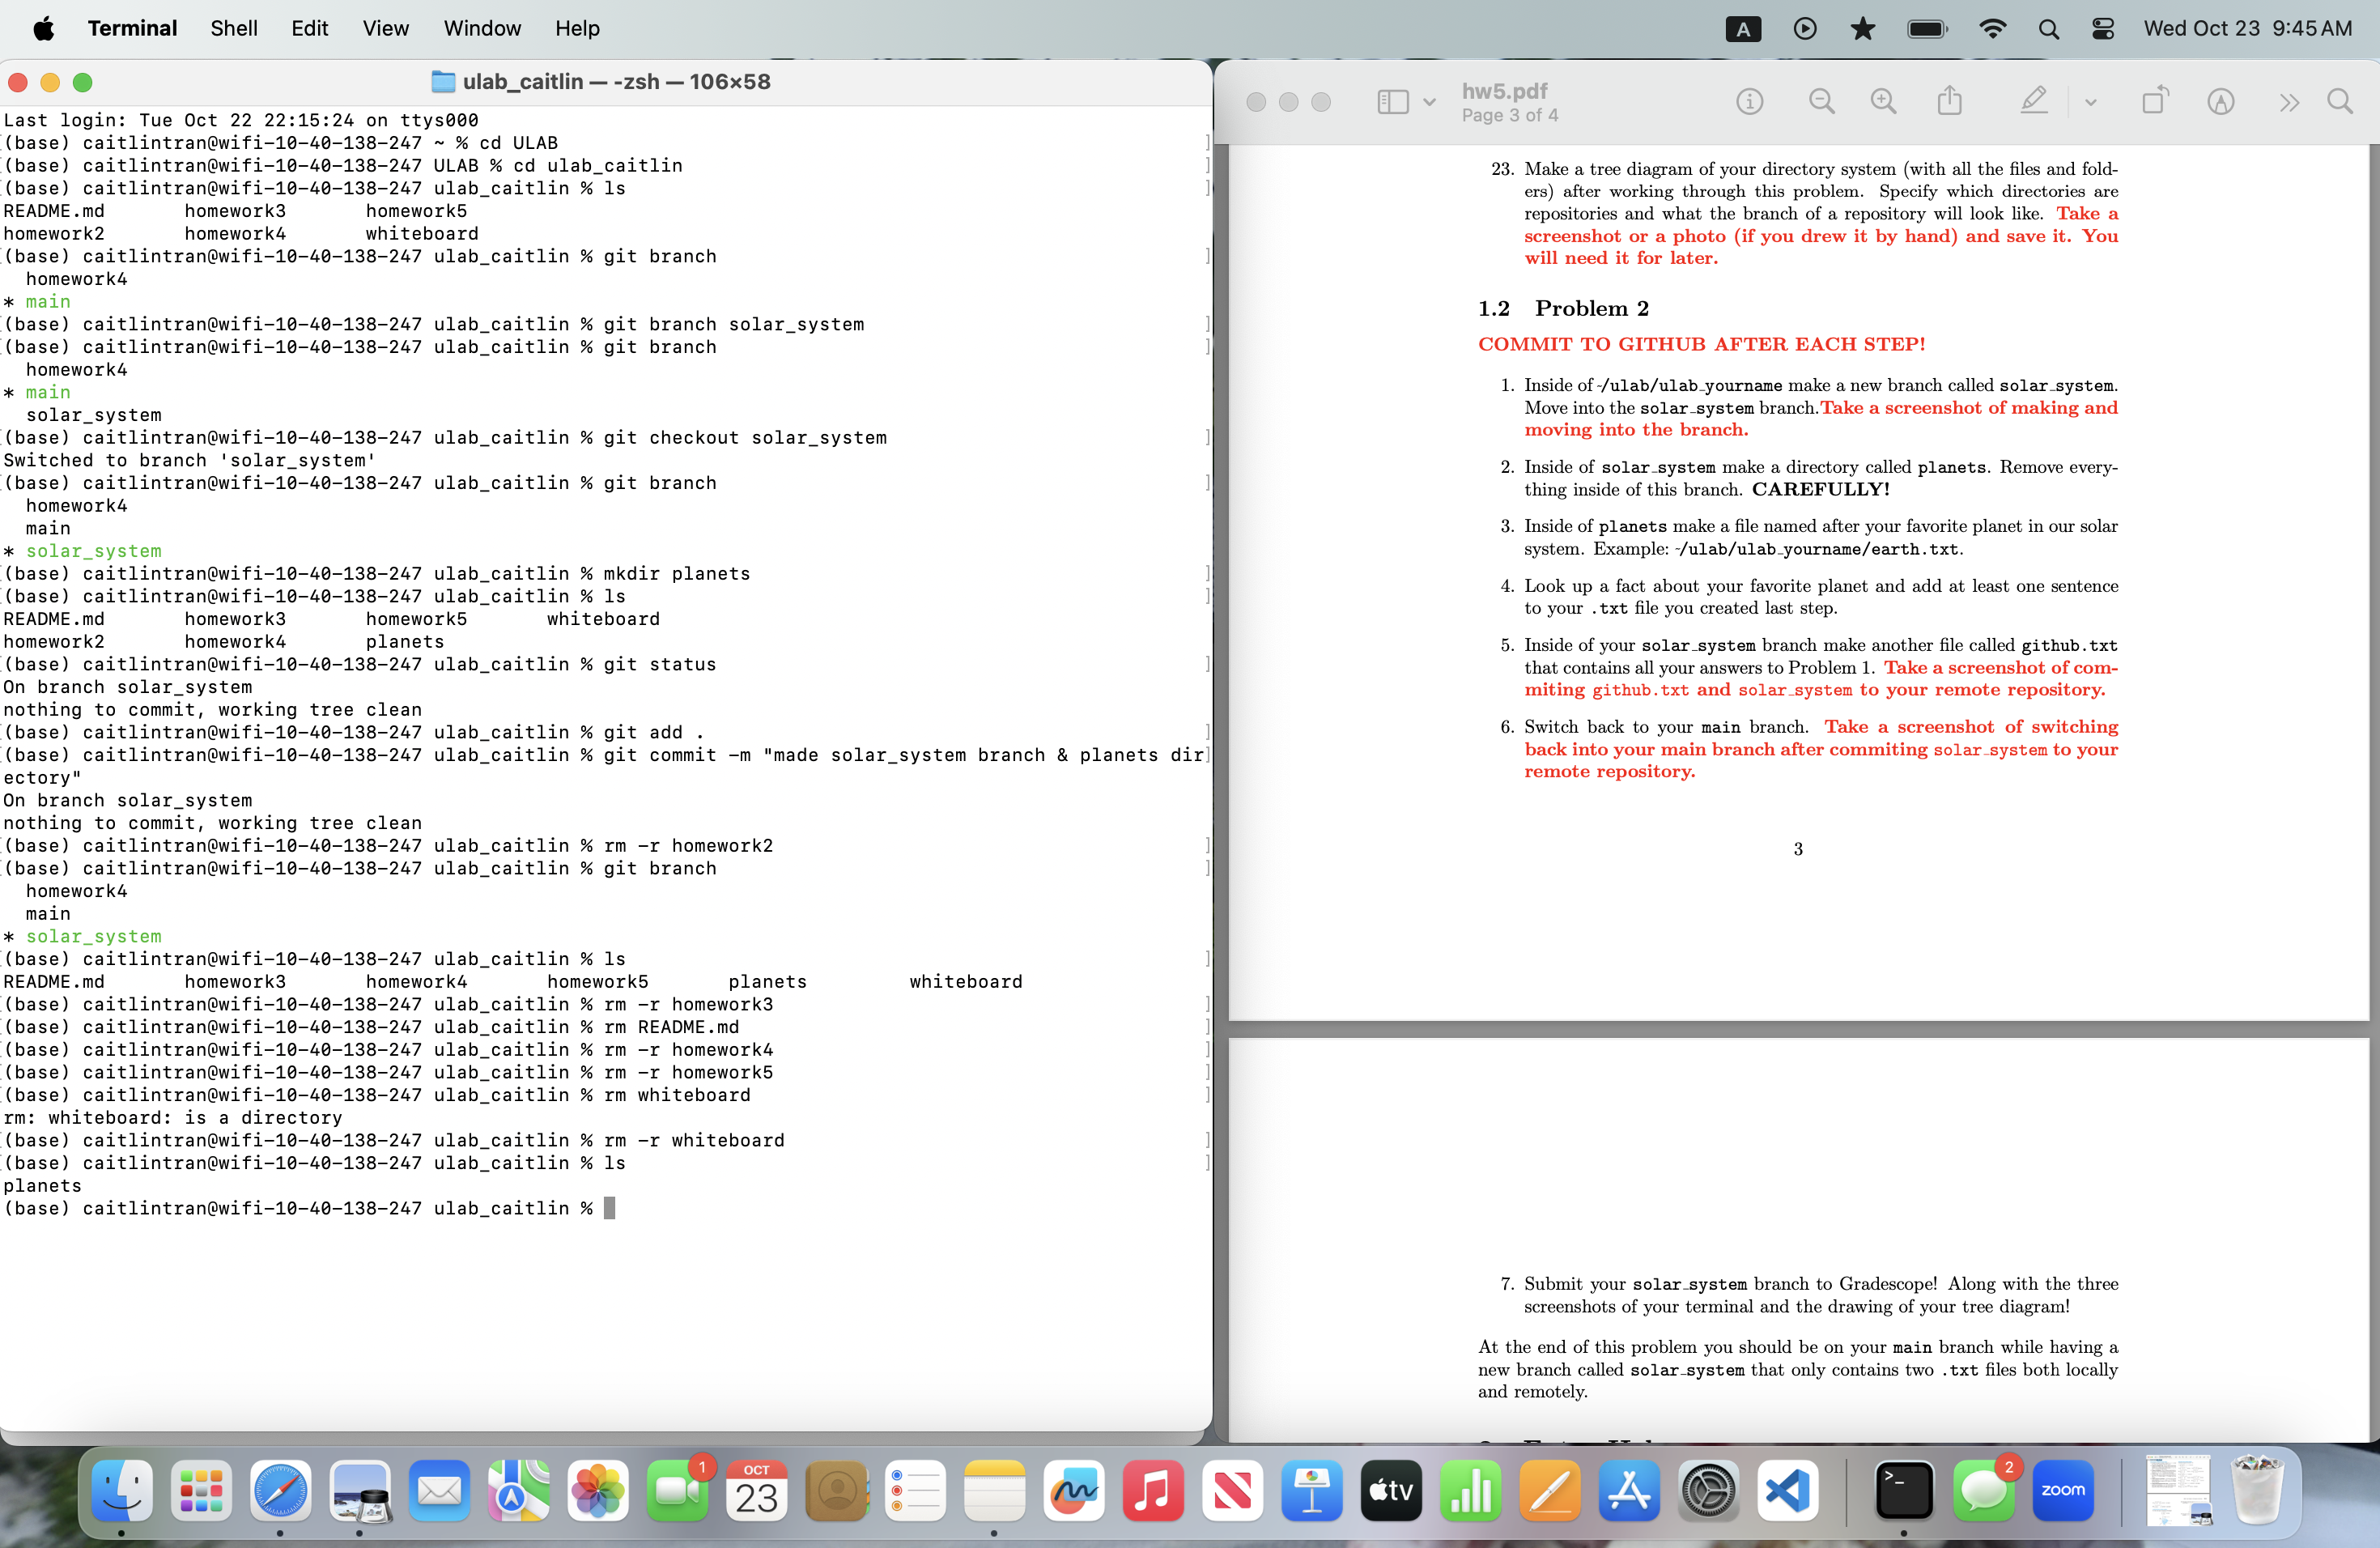 Terminal Shell Edit View Window Help A Wed Oct 23 9:45 AM
ulab_caitlin — -zsh — 106×58
Last login: Tue Oct 22 22:15:24 on ttys000
(base) caitlintran@wifi-10-40-138-247 ~ % cd ULAB
(base) caitlintran@wifi-10-40-138-247 ULAB % cd ulab_caitlin
(base) caitlintran@wifi-10-40-138-247 ulab_caitlin % ls
README.md homework3 homework5
homework2 homework4 whiteboard
(base) caitlintran@wifi-10-40-138-247 ulab_caitlin % git branch
homework4
* main
(base) caitlintran@wifi-10-40-138-247 ulab_caitlin % git branch solar_system
(base) caitlintran@wifi-10-40-138-247 ulab_caitlin % git branch
homework4
* main
solar_system
(base) caitlintran@wifi-10-40-138-247 ulab_caitlin % git checkout solar_system
Switched to branch 'solar_system'
(base) caitlintran@wifi-10-40-138-247 ulab_caitlin % git branch
homework4
main
* solar_system
(base) caitlintran@wifi-10-40-138-247 ulab_caitlin % mkdir planets
(base) caitlintran@wifi-10-40-138-247 ulab_caitlin % ls
README.md homework3 homework5 whiteboard
homework2 homework4 planets
(base) caitlintran@wifi-10-40-138-247 ulab_caitlin % git status
On branch solar_system
nothing to commit, working tree clean
(base) caitlintran@wifi-10-40-138-247 ulab_caitlin % git add .
(base) caitlintran@wifi-10-40-138-247 ulab_caitlin % git commit -m "made solar_system branch & planets dir
ectory"
On branch solar_system
nothing to commit, working tree clean
(base) caitlintran@wifi-10-40-138-247 ulab_caitlin % rm -r homework2
(base) caitlintran@wifi-10-40-138-247 ulab_caitlin % git branch
homework4
main
* solar_system
(base) caitlintran@wifi-10-40-138-247 ulab_caitlin % ls
README.md homework3 homework4 homework5 planets whiteboard
(base) caitlintran@wifi-10-40-138-247 ulab_caitlin % rm -r homework3
(base) caitlintran@wifi-10-40-138-247 ulab_caitlin % rm README.md
(base) caitlintran@wifi-10-40-138-247 ulab_caitlin % rm -r homework4
(base) caitlintran@wifi-10-40-138-247 ulab_caitlin % rm -r homework5
(base) caitlintran@wifi-10-40-138-247 ulab_caitlin % rm whiteboard
rm: whiteboard: is a directory
(base) caitlintran@wifi-10-40-138-247 ulab_caitlin % rm -r whiteboard
(base) caitlintran@wifi-10-40-138-247 ulab_caitlin % ls
planets
(base) caitlintran@wifi-10-40-138-247 ulab_caitlin %
hw5.pdf
Page 3 of 4
23. Make a tree diagram of your directory system (with all the files and fold-
ers) after working through this problem. Specify which directories are
repositories and what the branch of a repository will look like. Take a
screenshot or a photo (if you drew it by hand) and save it. You
will need it for later.
1.2 Problem 2
COMMIT TO GITHUB AFTER EACH STEP!
1. Inside of ~/ulab/ulab_yourname make a new branch called solar_system.
Move into the solar_system branch.Take a screenshot of making and
moving into the branch.
2. Inside of solar_system make a directory called planets. Remove every-
thing inside of this branch. CAREFULLY!
3. Inside of planets make a file named after your favorite planet in our solar
system. Example: ~/ulab/ulab_yourname/earth.txt.
4. Look up a fact about your favorite planet and add at least one sentence
to your .txt file you created last step.
5. Inside of your solar_system branch make another file called github.txt
that contains all your answers to Problem 1. Take a screenshot of com-
miting github.txt and solar_system to your remote repository.
6. Switch back to your main branch. Take a screenshot of switching
back into your main branch after commiting solar_system to your
remote repository.
3
7. Submit your solar_system branch to Gradescope! Along with the three
screenshots of your terminal and the drawing of your tree diagram!
At the end of this problem you should be on your main branch while having a
new branch called solar_system that only contains two .txt files both locally
and remotely.
1
OCT
23
tv
>_
2
zoom